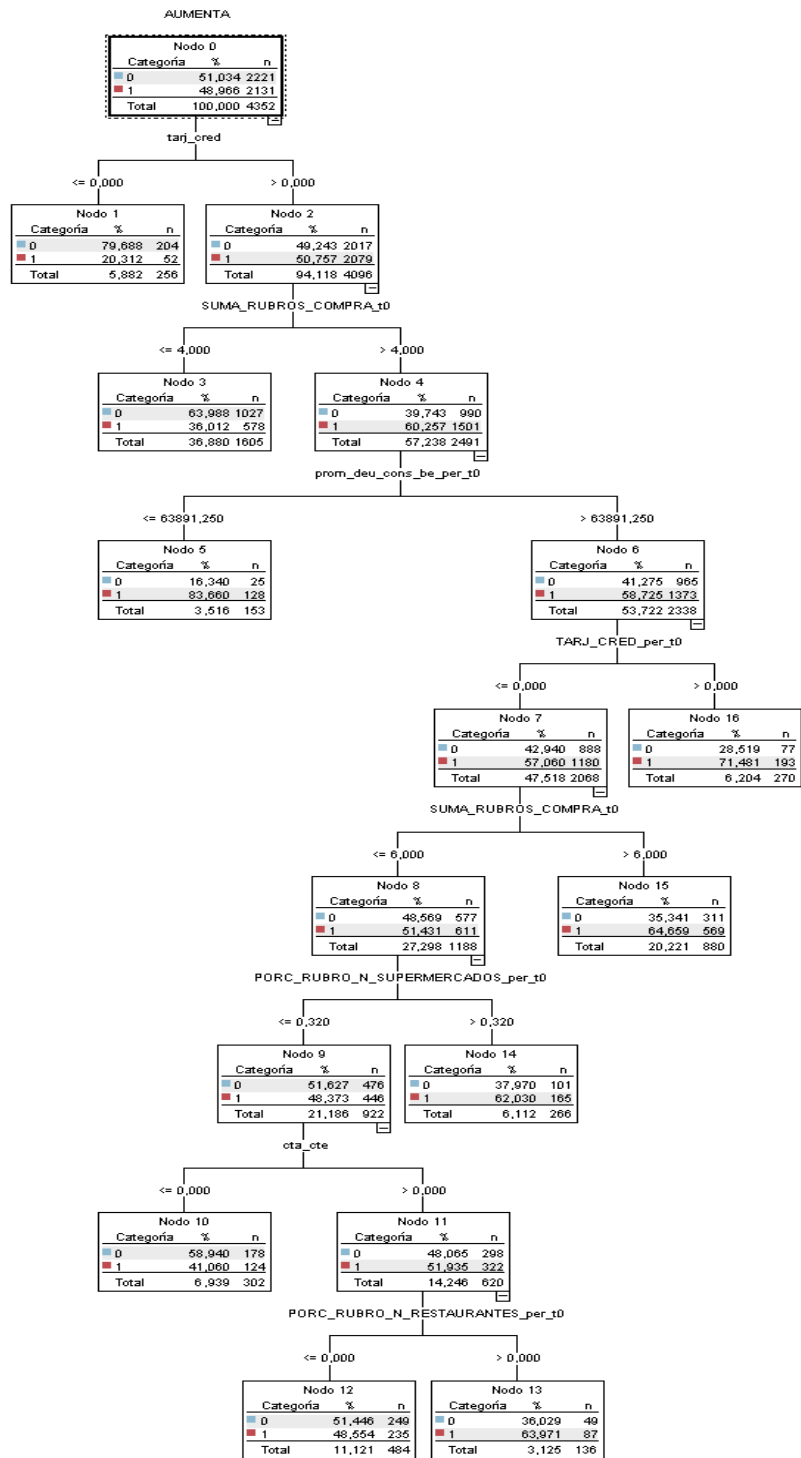 AUMENTA
Nodo 0
Categoría % n
0 51,034 2221
1 48,966 2131
Total 100,000 4352
tarj_cred
<= 0,000 > 0,000
Nodo 1 Nodo 2
Categoría % n Categoría % n
0 79,688 204 0 49,243 2017
1 20,312 52 1 50,757 2079
Total 5,882 256 Total 94,118 4096
SUMA_RUBROS_COMPRA_t0
<= 4,000 > 4,000
Nodo 3 Nodo 4
Categoría % n Categoría % n
0 63,988 1027 0 39,743 990
1 36,012 578 1 60,257 1501
Total 36,880 1605 Total 57,238 2491
prom_deu_cons_be_per_t0
<= 63891,250 > 63891,250
Nodo 5 Nodo 6
Categoría % n Categoría % n
0 16,340 25 0 41,275 965
1 83,660 128 1 58,725 1373
Total 3,516 153 Total 53,722 2338
TARJ_CRED_per_t0
<= 0,000 > 0,000
Nodo 7 Nodo 16
Categoría % n Categoría % n
0 42,940 888 0 28,519 77
1 57,060 1180 1 71,481 193
Total 47,518 2068 Total 6,204 270
SUMA_RUBROS_COMPRA_t0
<= 6,000 > 6,000
Nodo 8 Nodo 15
Categoría % n Categoría % n
0 48,569 577 0 35,341 311
1 51,431 611 1 64,659 569
Total 27,298 1188 Total 20,221 880
PORC_RUBRO_N_SUPERMERCADOS_per_t0
<= 0,320 > 0,320
Nodo 9 Nodo 14
Categoría % n Categoría % n
0 51,627 476 0 37,970 101
1 48,373 446 1 62,030 165
Total 21,186 922 Total 6,112 266
cta_cte
<= 0,000 > 0,000
Nodo 10 Nodo 11
Categoría % n Categoría % n
0 58,940 178 0 48,065 298
1 41,060 124 1 51,935 322
Total 6,939 302 Total 14,246 620
PORC_RUBRO_N_RESTAURANTES_per_t0
<= 0,000 > 0,000
Nodo 12 Nodo 13
Categoría % n Categoría % n
0 51,446 249 0 36,029 49
1 48,554 235 1 63,971 87
Total 11,121 484 Total 3,125 136